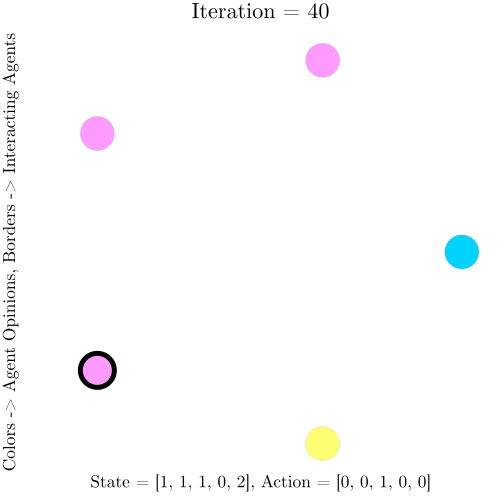 Iteration = 40
Colors -> Agent Opinions, Borders -> Interacting Agents
State = [1, 1, 1, 0, 2], Action = [0, 0, 1, 0, 0]